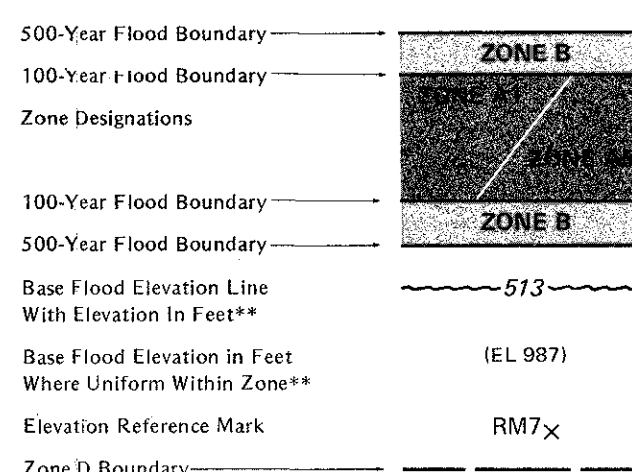 500-Year Flood Boundary
ZONE B
100-Year Flood Boundary
Zone Designations
100-Year Flood Boundary
ZONE B
500-Year Flood Boundary
Base Flood Elevation Line
With Elevation In Feet**
513
Base Flood Elevation in Feet
Where Uniform Within Zone**
(EL 987)
Elevation Reference Mark
RM7×
Zone D Boundary